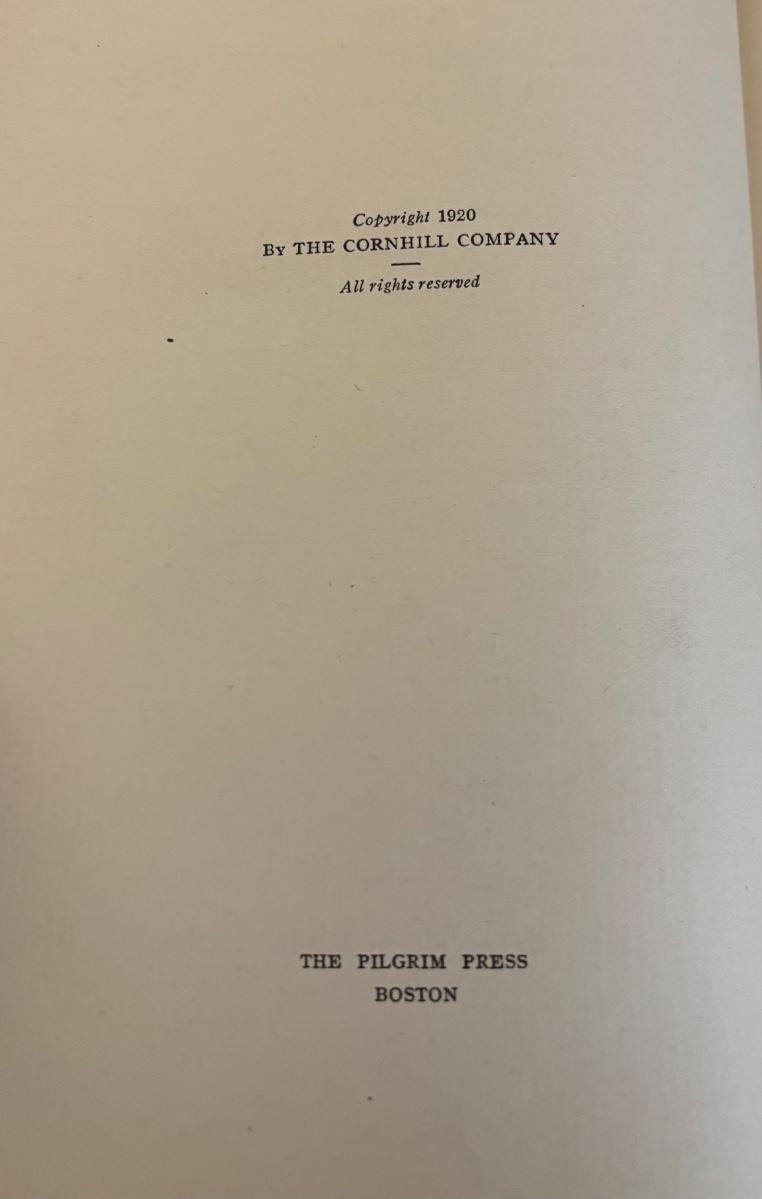 Copyright 1920
By THE CORNHILL COMPANY
All rights reserved
THE PILGRIM PRESS
BOSTON